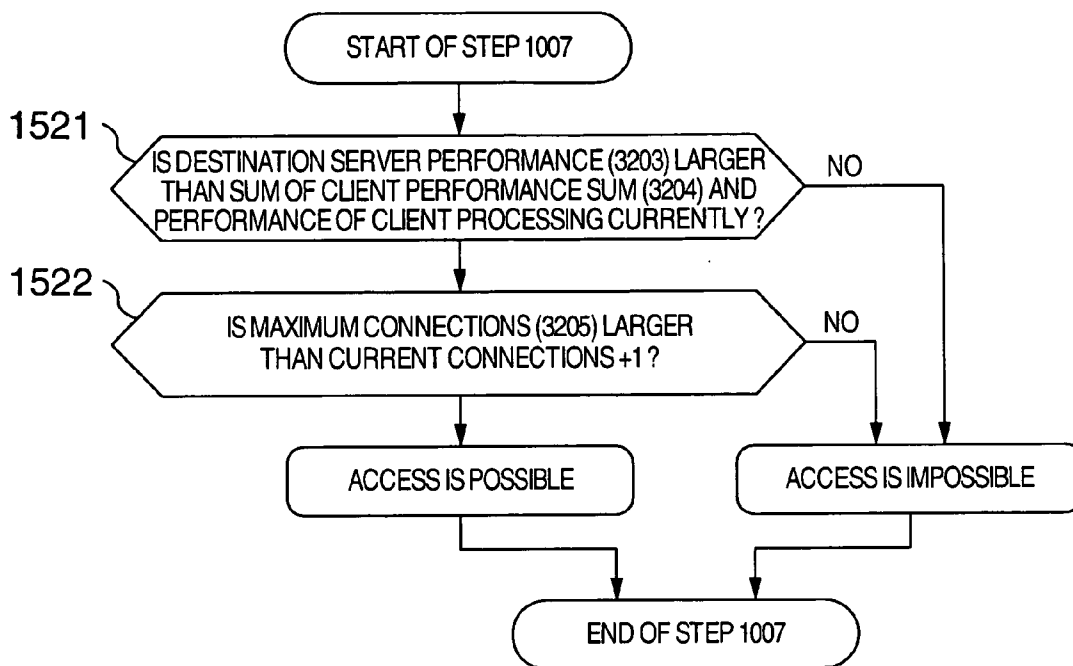 START OF STEP 1007
1521
IS DESTINATION SERVER PERFORMANCE (3203) LARGER
THAN SUM OF CLIENT PERFORMANCE SUM (3204) AND
PERFORMANCE OF CLIENT PROCESSING CURRENTLY ?
NO
1522
IS MAXIMUM CONNECTIONS (3205) LARGER
THAN CURRENT CONNECTIONS +1 ?
NO
ACCESS IS POSSIBLE
ACCESS IS IMPOSSIBLE
END OF STEP 1007